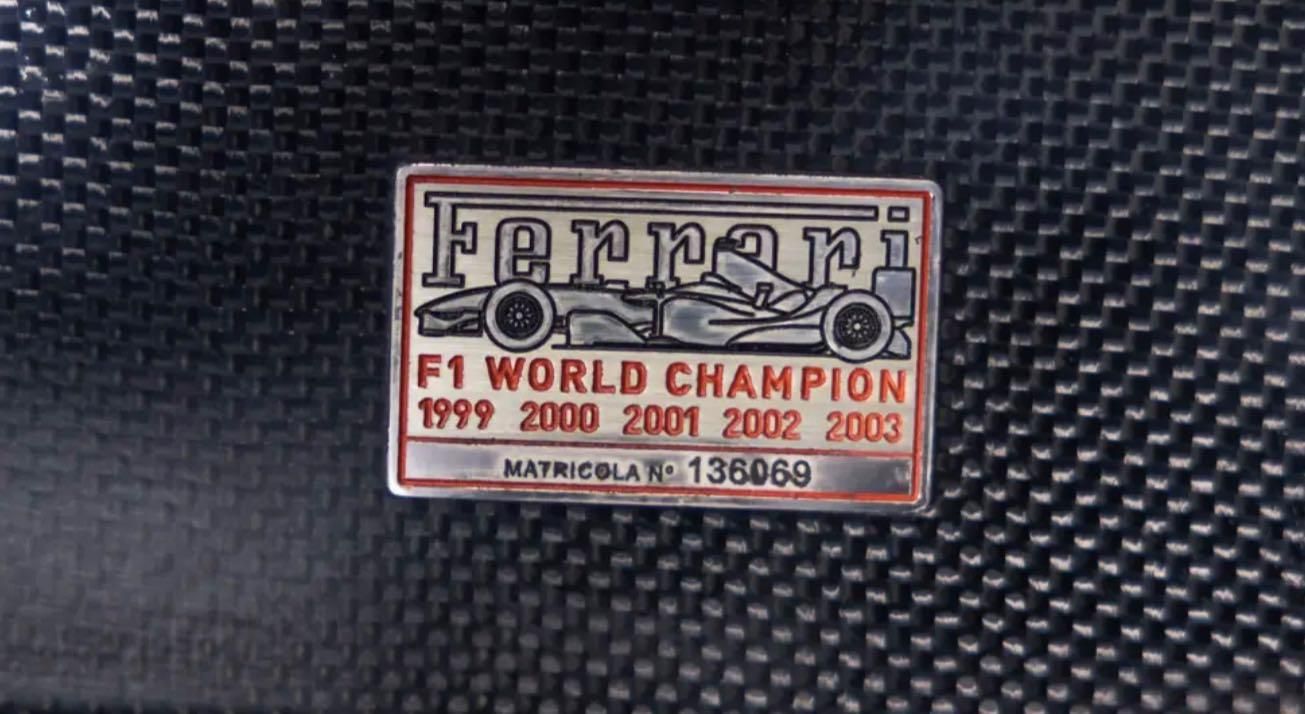 Ferrari
F1 WORLD CHAMPION
1999 2000 2001 2002 2003
MATRICOLA Nº 136069